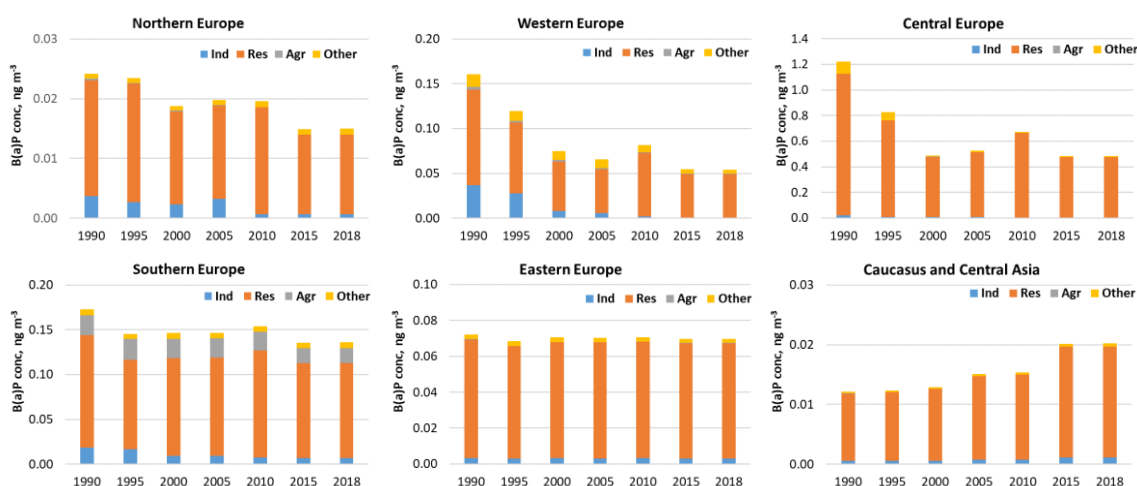 Northern Europe
B(a)P conc, ng m⁻³
0.03
0.02
0.01
0.00
Ind Res Agr Other
1990 1995 2000 2005 2010 2015 2018
Western Europe
B(a)P conc, ng m⁻³
0.20
0.15
0.10
0.05
0.00
Ind Res Agr Other
1990 1995 2000 2005 2010 2015 2018
Central Europe
B(a)P conc, ng m⁻³
1.4
1.2
1.0
0.8
0.6
0.4
0.2
0.0
Ind Res Agr Other
1990 1995 2000 2005 2010 2015 2018
Southern Europe
B(a)P conc, ng m⁻³
0.20
0.15
0.10
0.05
0.00
Ind Res Agr Other
1990 1995 2000 2005 2010 2015 2018
Eastern Europe
B(a)P conc, ng m⁻³
0.10
0.08
0.06
0.04
0.02
0.00
Ind Res Agr Other
1990 1995 2000 2005 2010 2015 2018
Caucasus and Central Asia
B(a)P conc, ng m⁻³
0.03
0.02
0.01
0.00
Ind Res Agr Other
1990 1995 2000 2005 2010 2015 2018